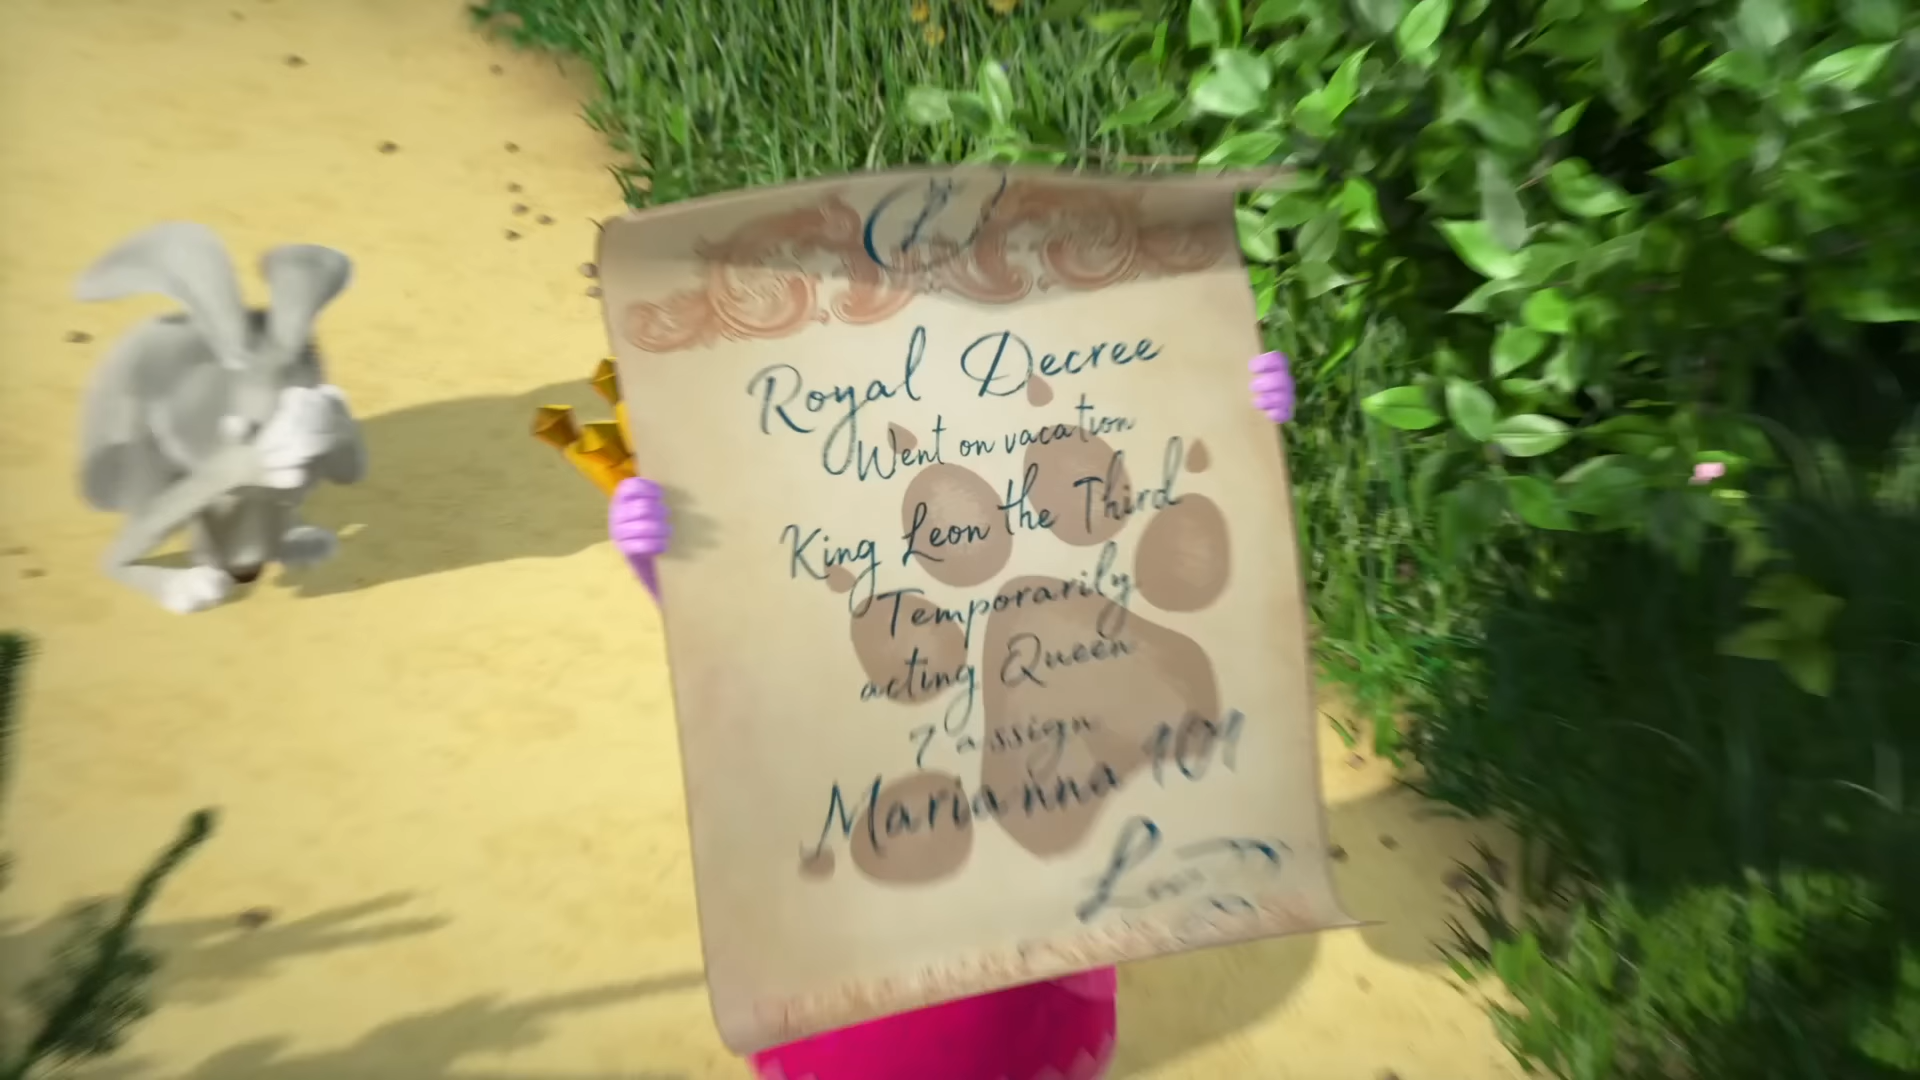 Royal Decree
Went on vacation
King Leon the Third
Temporarily
acting Queen
I assign
Marianna 101